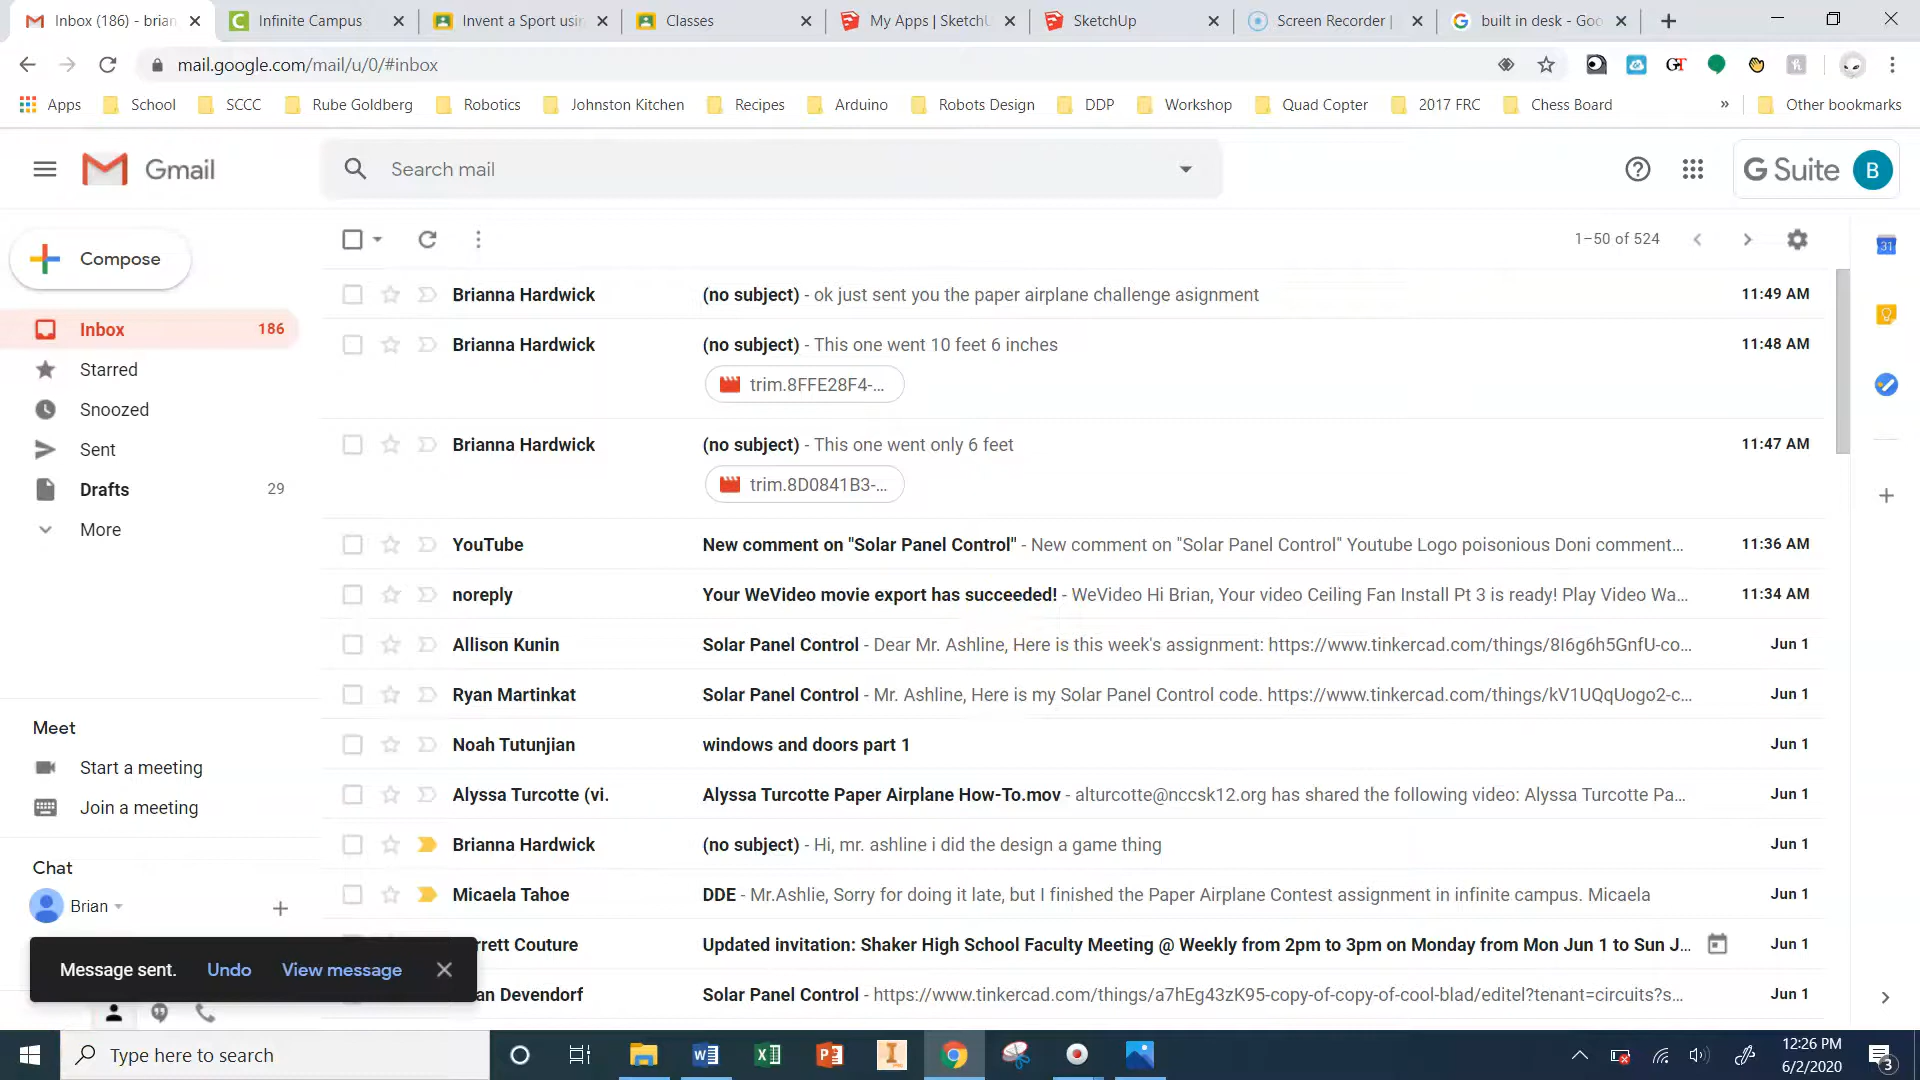 Inbox (186) - brian
Infinite Campus
Invent a Sport usin
Classes
My Apps | SketchU
SketchUp
Screen Recorder |
built in desk - Goo
mail.google.com/mail/u/0/#inbox
Apps
School
SCCC
Rube Goldberg
Robotics
Johnston Kitchen
Recipes
Arduino
Robots Design
DDP
Workshop
Quad Copter
2017 FRC
Chess Board
»
Other bookmarks
Gmail
Search mail
G Suite
B
Compose
1–50 of 524
31
Inbox 186
Starred
Snoozed
Sent
Drafts 29
More
Brianna Hardwick (no subject) - ok just sent you the paper airplane challenge asignment 11:49 AM
Brianna Hardwick (no subject) - This one went 10 feet 6 inches 11:48 AM
trim.8FFE28F4-...
Brianna Hardwick (no subject) - This one went only 6 feet 11:47 AM
trim.8D0841B3-...
YouTube New comment on "Solar Panel Control" - New comment on "Solar Panel Control" Youtube Logo poisonious Doni comment... 11:36 AM
noreply Your WeVideo movie export has succeeded! - WeVideo Hi Brian, Your video Ceiling Fan Install Pt 3 is ready! Play Video Wa... 11:34 AM
Allison Kunin Solar Panel Control - Dear Mr. Ashline, Here is this week's assignment: https://www.tinkercad.com/things/8I6g6h5GnfU-co... Jun 1
Ryan Martinkat Solar Panel Control - Mr. Ashline, Here is my Solar Panel Control code. https://www.tinkercad.com/things/kV1UQqUogo2-c... Jun 1
Noah Tutunjian windows and doors part 1 Jun 1
Alyssa Turcotte (vi. Alyssa Turcotte Paper Airplane How-To.mov - alturcotte@nccsk12.org has shared the following video: Alyssa Turcotte Pa... Jun 1
Brianna Hardwick (no subject) - Hi, mr. ashline i did the design a game thing Jun 1
Micaela Tahoe DDE - Mr.Ashlie, Sorry for doing it late, but I finished the Paper Airplane Contest assignment in infinite campus. Micaela Jun 1
rrett Couture Updated invitation: Shaker High School Faculty Meeting @ Weekly from 2pm to 3pm on Monday from Mon Jun 1 to Sun J... Jun 1
an Devendorf Solar Panel Control - https://www.tinkercad.com/things/a7hEg43zK95-copy-of-copy-of-cool-blad/editel?tenant=circuits?s... Jun 1
Meet
Start a meeting
Join a meeting
Chat
Brian
Message sent. Undo View message
Type here to search
12:26 PM
6/2/2020
3